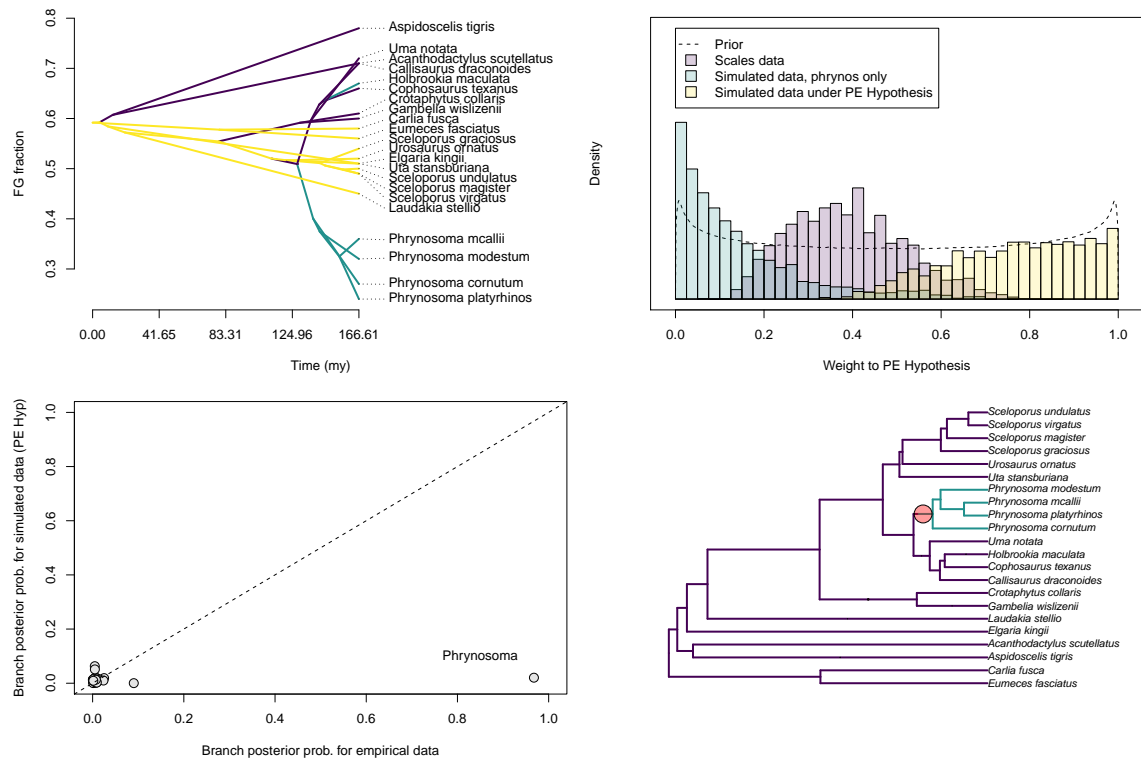 0.8
0.7
0.6
0.5
0.4
0.3
FG fraction
Aspidoscelis tigris
Uma notata
Acanthodactylus scutellatus
Callisaurus draconoides
Holbrookia maculata
Cophosaurus texanus
Crotaphytus collaris
Gambelia wislizenii
Carlia fusca
Eumeces fasciatus
Sceloporus graciosus
Urosaurus ornatus
Elgaria kingii
Uta stansburiana
Sceloporus undulatus
Sceloporus magister
Sceloporus virgatus
Laudakia stellio
Phrynosoma mcallii
Phrynosoma modestum
Phrynosoma cornutum
Phrynosoma platyrhinos
0.00 41.65 83.31 124.96 166.61
Time (my)
Prior
Scales data
Simulated data, phrynos only
Simulated data under PE Hypothesis
Density
0.0 0.2 0.4 0.6 0.8 1.0
Weight to PE Hypothesis
Branch posterior prob. for simulated data (PE Hyp)
1.0
0.8
0.6
0.4
0.2
0.0
Phrynosoma
0.0 0.2 0.4 0.6 0.8 1.0
Branch posterior prob. for empirical data
Sceloporus undulatus
Sceloporus virgatus
Sceloporus magister
Sceloporus graciosus
Urosaurus ornatus
Uta stansburiana
Phrynosoma modestum
Phrynosoma mcallii
Phrynosoma platyrhinos
Phrynosoma cornutum
Uma notata
Holbrookia maculata
Cophosaurus texanus
Callisaurus draconoides
Crotaphytus collaris
Gambelia wislizenii
Laudakia stellio
Elgaria kingii
Acanthodactylus scutellatus
Aspidoscelis tigris
Carlia fusca
Eumeces fasciatus